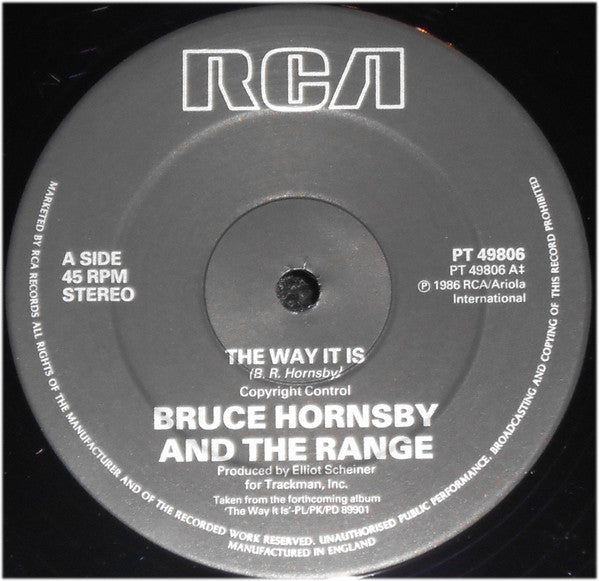 RCA
A SIDE
45 RPM
STEREO
PT 49806
PT 49806 A‡
℗ 1986 RCA/Ariola
International
THE WAY IT IS
(B. R. Hornsby)
Copyright Control
BRUCE HORNSBY
AND THE RANGE
Produced by Elliot Scheiner
for Trackman, Inc.
Taken from the forthcoming album
'The Way It Is'-PL/PK/PD 89901
MARKETED BY RCA RECORDS ALL RIGHTS OF THE MANUFACTURER AND OF THE RECORDED WORK RESERVED. UNAUTHORISED PUBLIC PERFORMANCE, BROADCASTING AND COPYING OF THIS RECORD PROHIBITED
MANUFACTURED IN ENGLAND